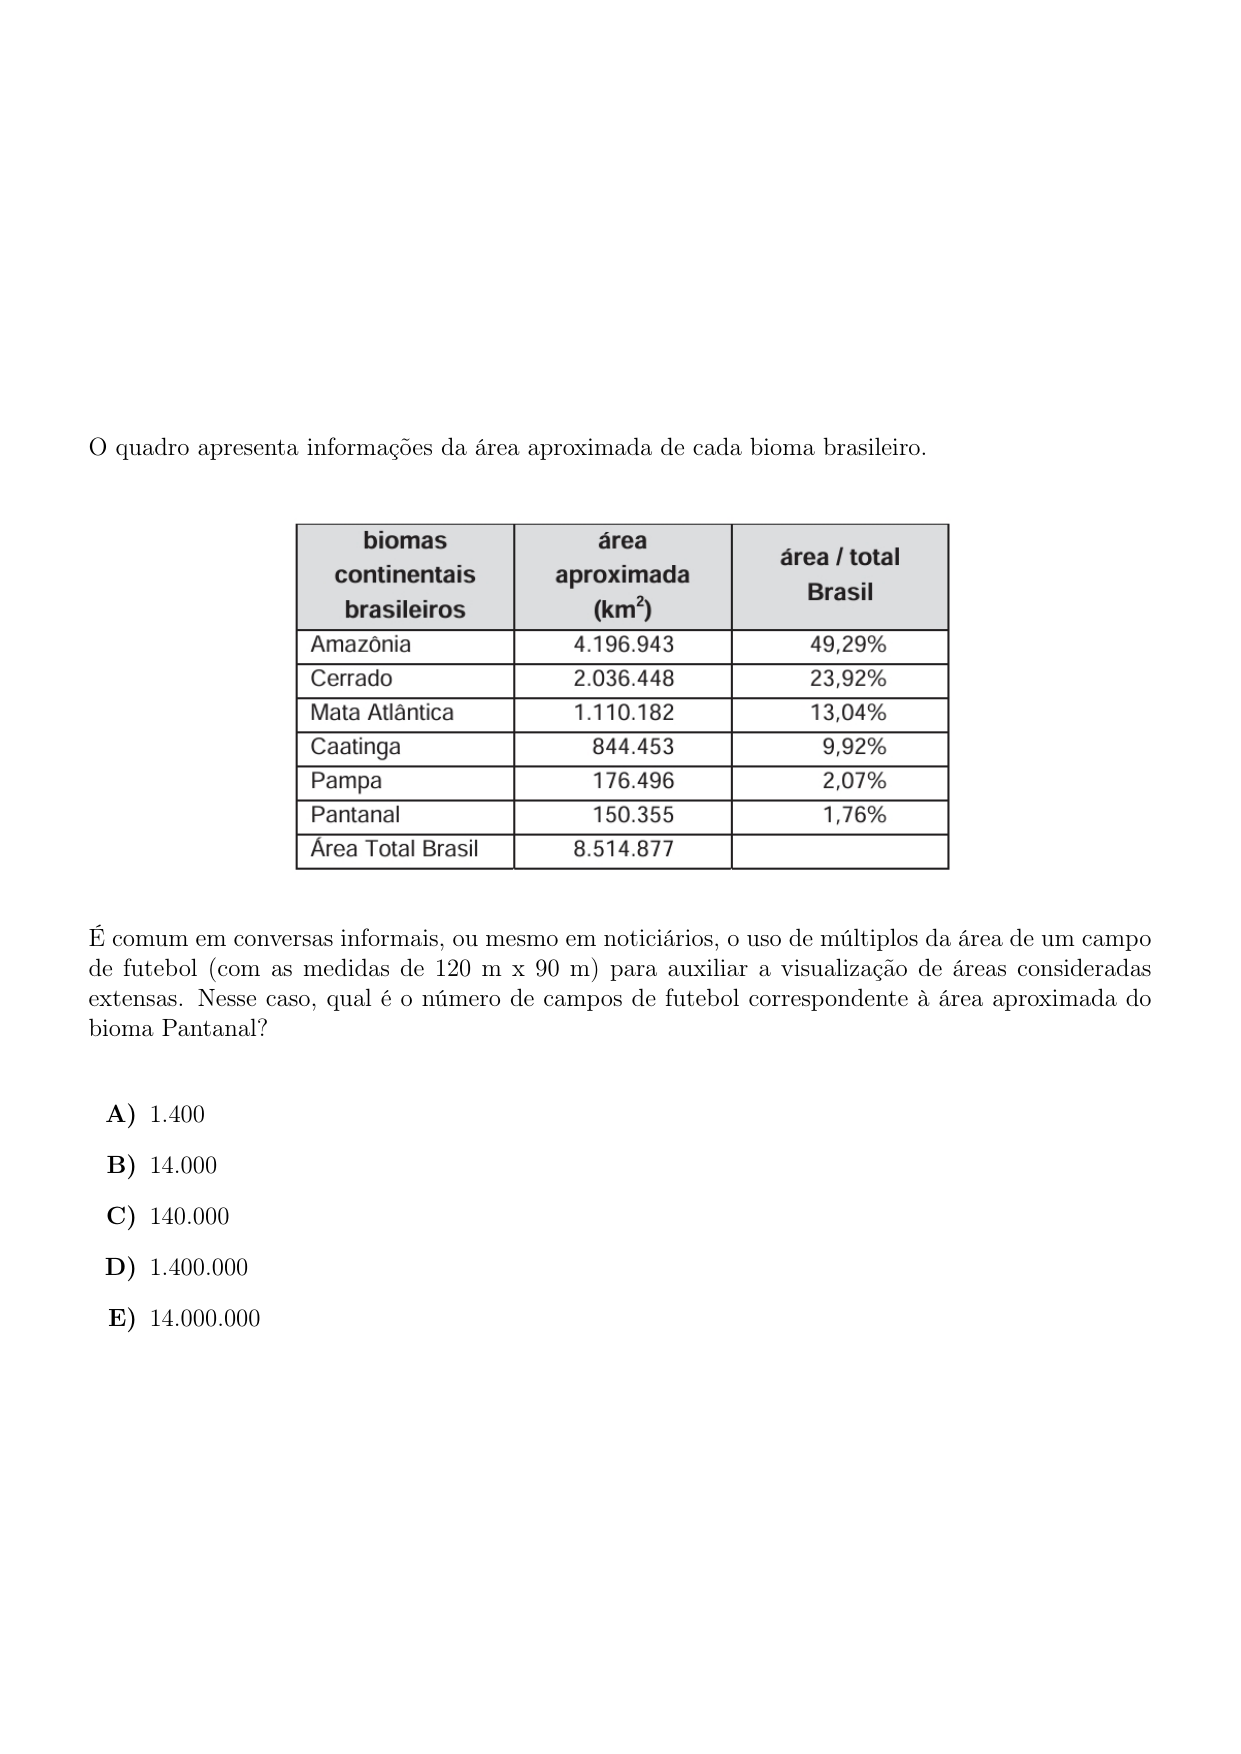 O quadro apresenta informações da área aproximada de cada bioma brasileiro.
biomas continentais brasileiros | área aproximada (km²) | área / total Brasil
Amazônia | 4.196.943 | 49,29%
Cerrado | 2.036.448 | 23,92%
Mata Atlântica | 1.110.182 | 13,04%
Caatinga | 844.453 | 9,92%
Pampa | 176.496 | 2,07%
Pantanal | 150.355 | 1,76%
Área Total Brasil | 8.514.877
É comum em conversas informais, ou mesmo em noticiários, o uso de múltiplos da área de um campo
de futebol (com as medidas de 120 m x 90 m) para auxiliar a visualização de áreas consideradas
extensas. Nesse caso, qual é o número de campos de futebol correspondente à área aproximada do
bioma Pantanal?
A) 1.400
B) 14.000
C) 140.000
D) 1.400.000
E) 14.000.000